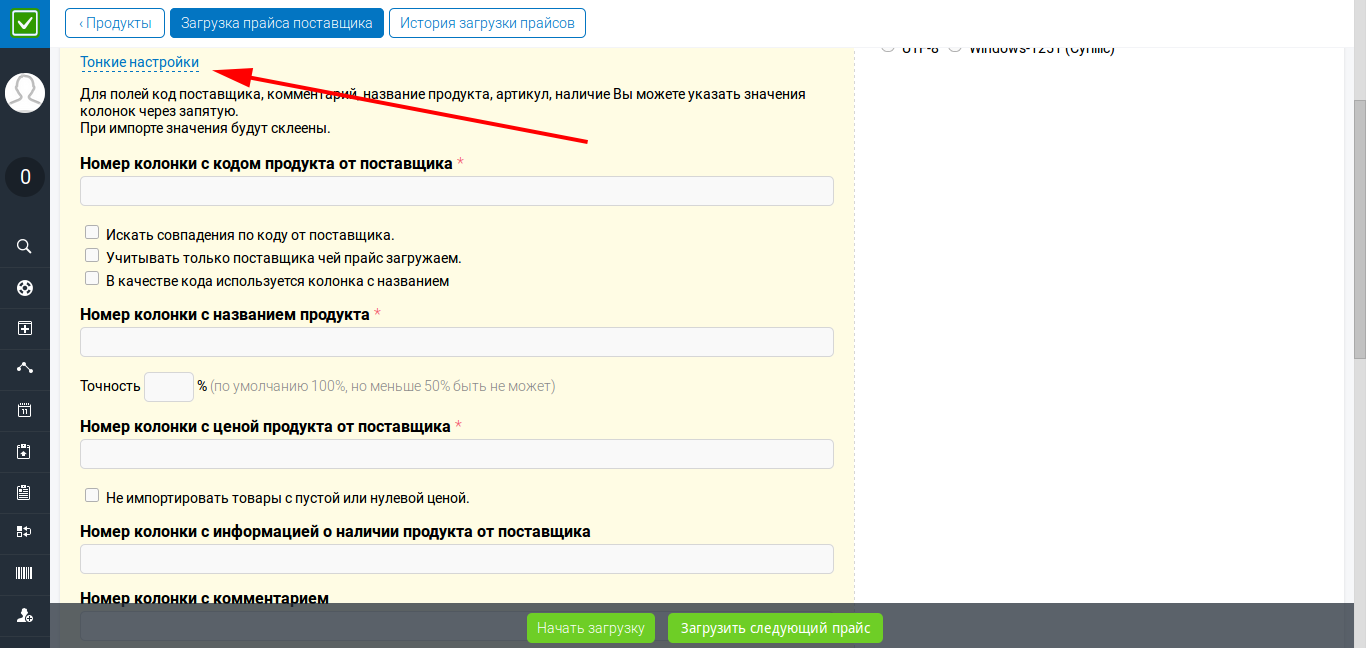 ‹ Продукты
Загрузка прайса поставщика
История загрузки прайсов
UTF-8 Windows-1251 (Cyrillic)
Тонкие настройки
Для полей код поставщика, комментарий, название продукта, артикул, наличие Вы можете указать значения
колонок через запятую.
При импорте значения будут склеены.
Номер колонки с кодом продукта от поставщика *
0
Искать совпадения по коду от поставщика.
Учитывать только поставщика чей прайс загружаем.
В качестве кода используется колонка с названием
Номер колонки с названием продукта *
Точность % (по умолчанию 100%, но меньше 50% быть не может)
11
Номер колонки с ценой продукта от поставщика *
Не импортировать товары с пустой или нулевой ценой.
Номер колонки с информацией о наличии продукта от поставщика
Номер колонки с комментарием
Начать загрузку
Загрузить следующий прайс